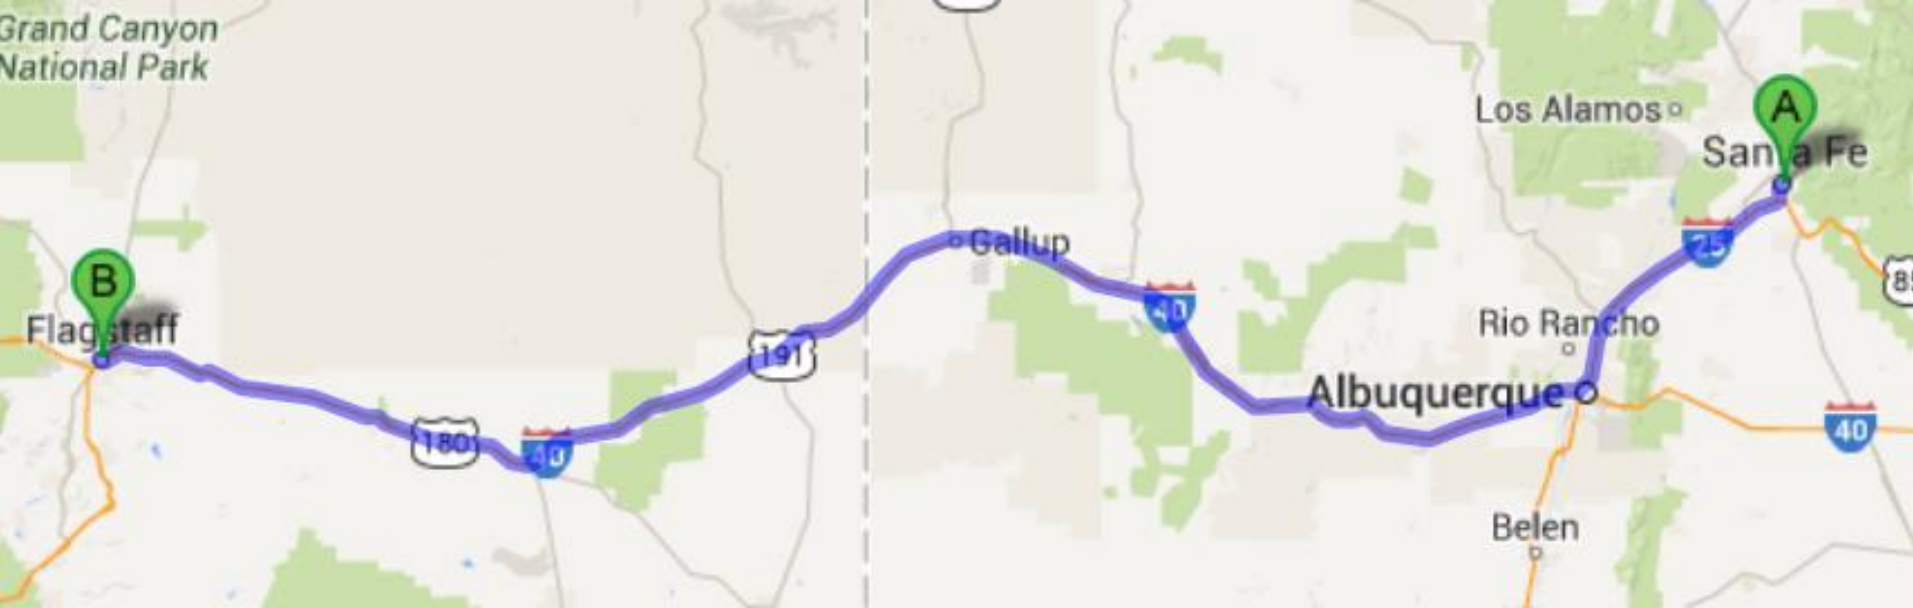 Grand Canyon
National Park
Los Alamos
A
Santa Fe
Gallup
25
B
40
Rio Rancho
Flagstaff
191
Albuquerque
180
40
40
Belen